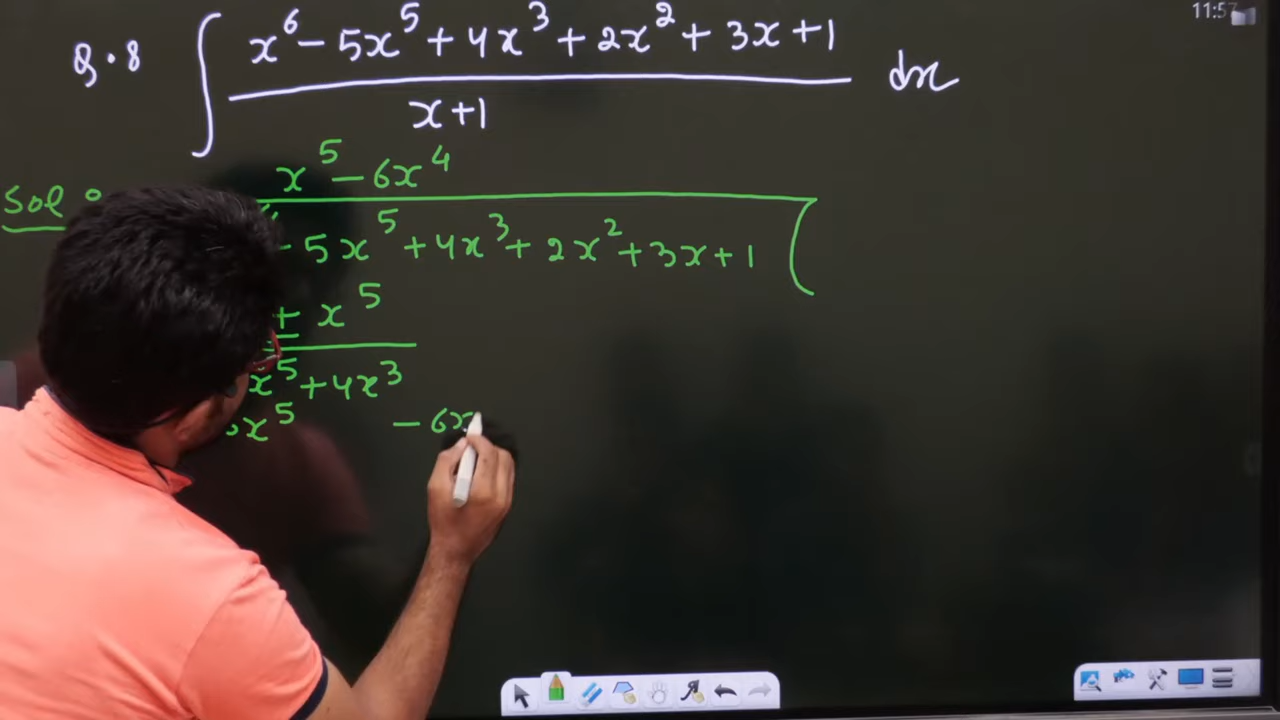 11:57
Q.8 ∫ x⁶ - 5x⁵ + 4x³ + 2x² + 3x + 1 dx
x + 1
x⁵ - 6x⁴
Sol
- 5x⁵ + 4x³ + 2x² + 3x + 1
+ x⁵
x⁵ + 4x³
x⁵ - 6x